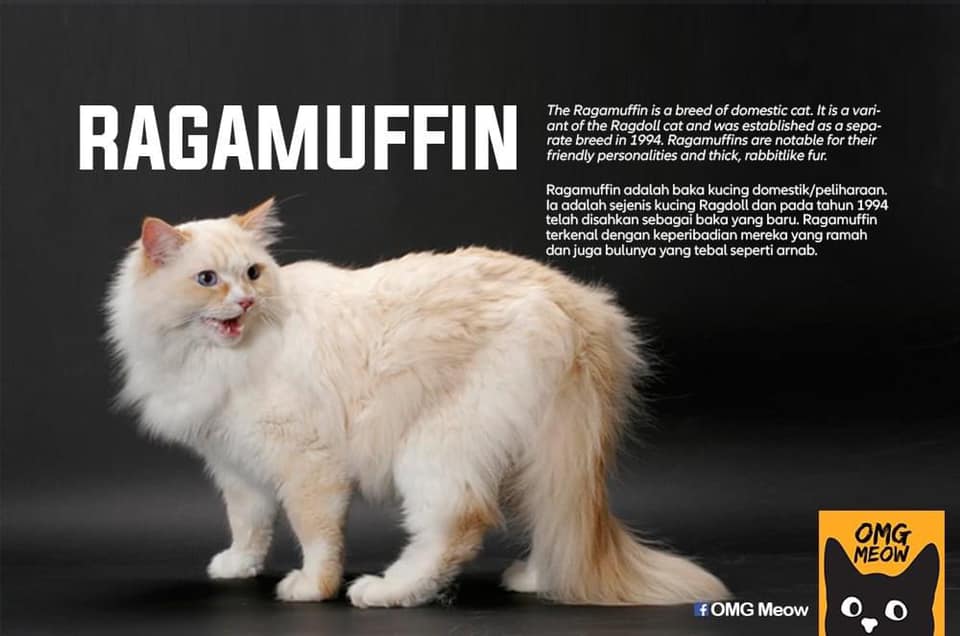 RAGAMUFFIN
The Ragamuffin is a breed of domestic cat. It is a vari-
ant of the Ragdoll cat and was established as a sepa-
rate breed in 1994. Ragamuffins are notable for their
friendly personalities and thick, rabbitlike fur.
Ragamuffin adalah baka kucing domestik/peliharaan.
Ia adalah sejenis kucing Ragdoll dan pada tahun 1994
telah disahkan sebagai baka yang baru. Ragamuffin
terkenal dengan keperibadian mereka yang ramah
dan juga bulunya yang tebal seperti arnab.
f OMG Meow
OMG
MEOW